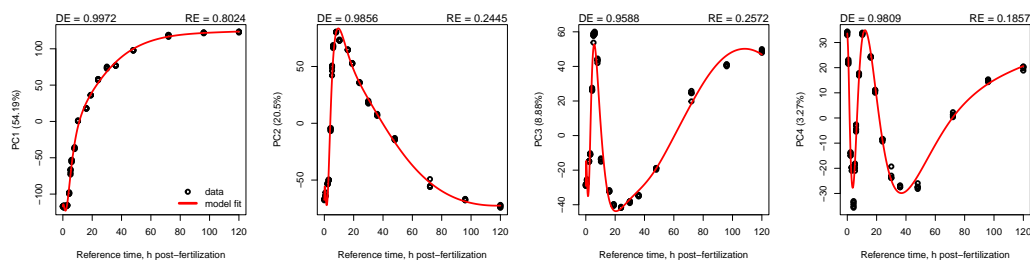 DE = 0.9972 RE = 0.8024
PC1 (54.19%)
100
50
0
−50
−100
data
model fit
0 20 40 60 80 100 120
Reference time, h post−fertilization
DE = 0.9856 RE = 0.2445
PC2 (20.5%)
50
0
−50
0 20 40 60 80 100 120
Reference time, h post−fertilization
DE = 0.9588 RE = 0.2572
PC3 (8.88%)
60
40
20
0
−20
−40
0 20 40 60 80 100 120
Reference time, h post−fertilization
DE = 0.9809 RE = 0.1857
PC4 (3.27%)
30
20
10
0
−10
−20
−30
0 20 40 60 80 100 120
Reference time, h post−fertilization